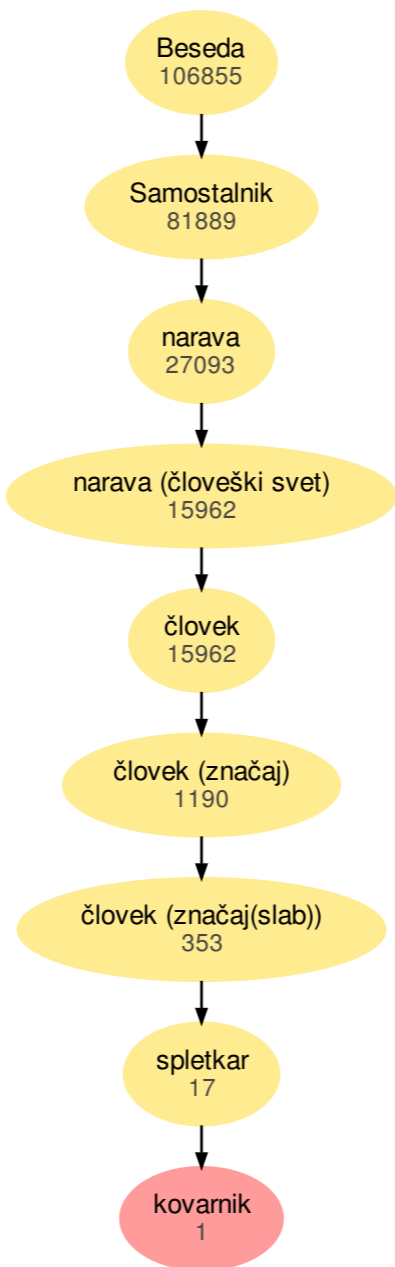 Beseda
106855
Samostalnik
81889
narava
27093
narava (človeški svet)
15962
človek
15962
človek (značaj)
1190
človek (značaj(slab))
353
spletkar
17
kovarnik
1